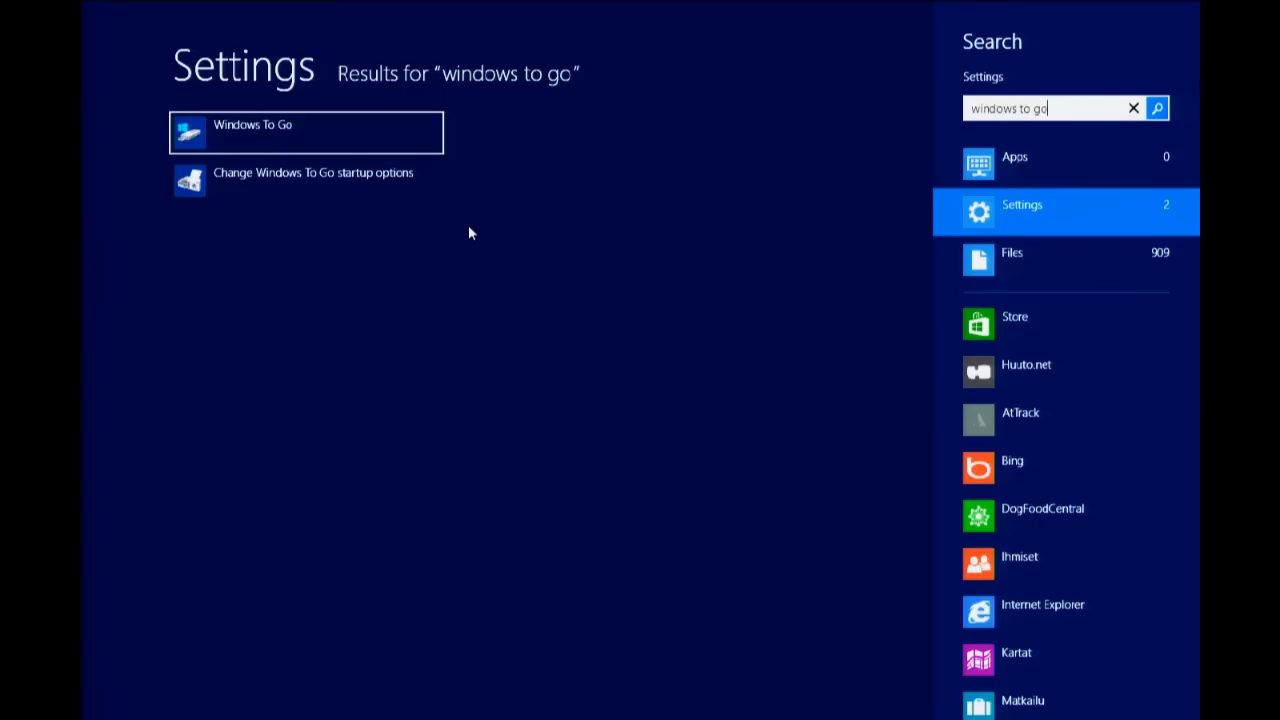 Settings Results for “windows to go”
Windows To Go
Change Windows To Go startup options
Search
Settings
windows to go
Apps 0
Settings 2
Files 909
Store
Huuto.net
AtTrack
Bing
DogFoodCentral
Ihmiset
Internet Explorer
Kartat
Matkailu